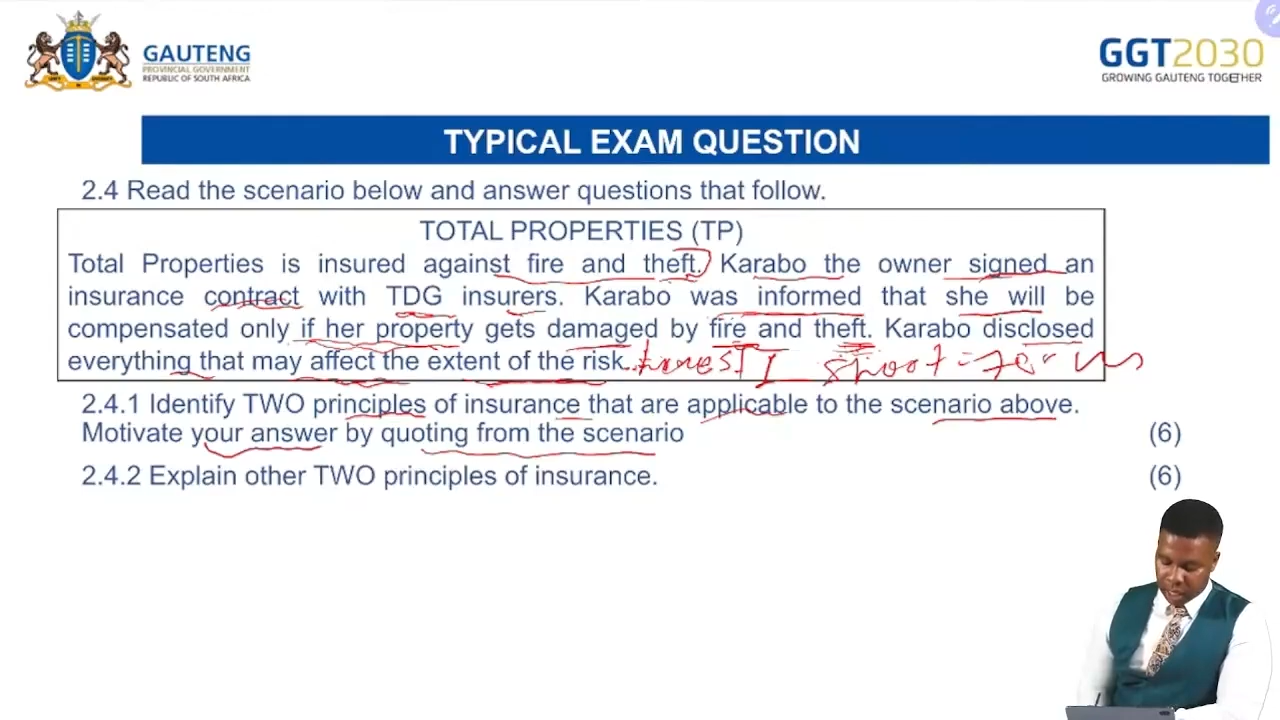 GAUTENG
PROVINCIAL GOVERNMENT
REPUBLIC OF SOUTH AFRICA
GGT2030
GROWING GAUTENG TOGETHER
TYPICAL EXAM QUESTION
2.4 Read the scenario below and answer questions that follow.
TOTAL PROPERTIES (TP)
Total Properties is insured against fire and theft. Karabo the owner signed an
insurance contract with TDG insurers. Karabo was informed that she will be
compensated only if her property gets damaged by fire and theft. Karabo disclosed
everything that may affect the extent of the risk.
2.4.1 Identify TWO principles of insurance that are applicable to the scenario above.
Motivate your answer by quoting from the scenario (6)
2.4.2 Explain other TWO principles of insurance. (6)